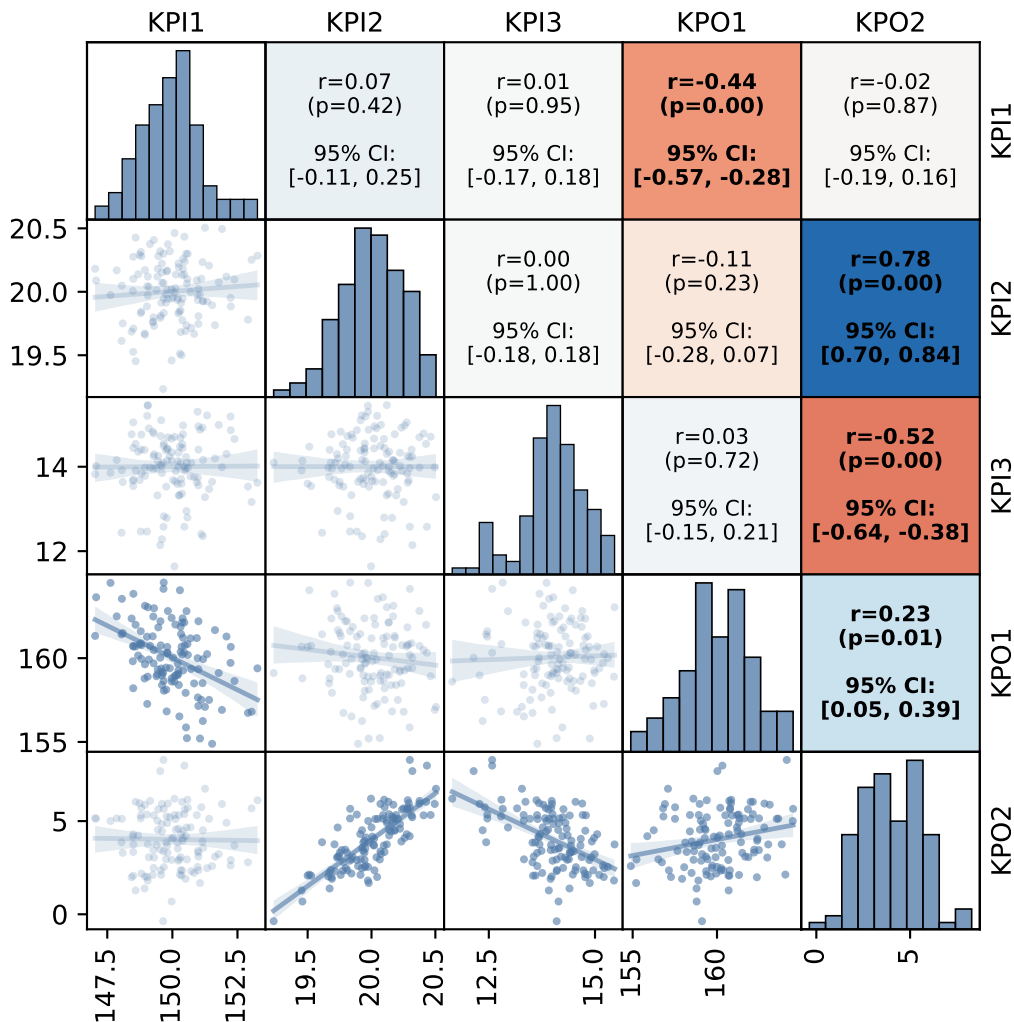 KPI1 KPI2 KPI3 KPO1 KPO2
r=0.07
(p=0.42)
95% CI:
[-0.11, 0.25]
r=0.01
(p=0.95)
95% CI:
[-0.17, 0.18]
r=-0.44
(p=0.00)
95% CI:
[-0.57, -0.28]
r=-0.02
(p=0.87)
95% CI:
[-0.19, 0.16]
KPI1
20.5
20.0
19.5
r=0.00
(p=1.00)
95% CI:
[-0.18, 0.18]
r=-0.11
(p=0.23)
95% CI:
[-0.28, 0.07]
r=0.78
(p=0.00)
95% CI:
[0.70, 0.84]
KPI2
14
12
r=0.03
(p=0.72)
95% CI:
[-0.15, 0.21]
r=-0.52
(p=0.00)
95% CI:
[-0.64, -0.38]
KPI3
160
155
r=0.23
(p=0.01)
95% CI:
[0.05, 0.39]
KPO1
5
0
KPO2
147.5 150.0 152.5 19.5 20.0 20.5 12.5 15.0 155 160 0 5